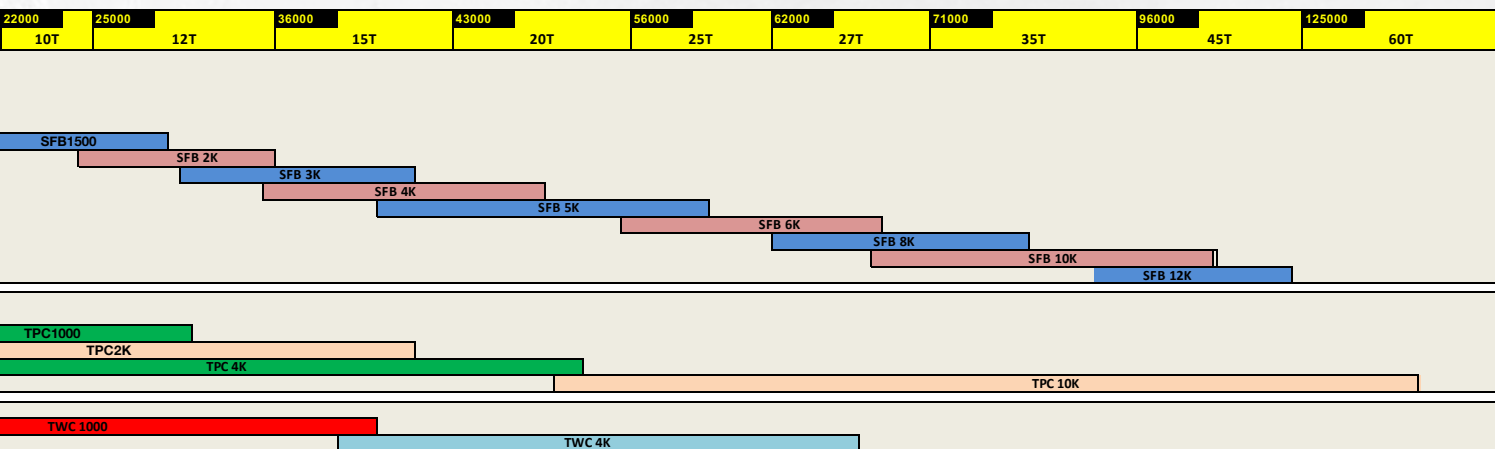 22000 25000 36000 43000 56000 62000 71000 96000 125000
10T 12T 15T 20T 25T 27T 35T 45T 60T
SFB1500
SFB 2K
SFB 3K
SFB 4K
SFB 5K
SFB 6K
SFB 8K
SFB 10K
SFB 12K
TPC1000
TPC2K
TPC 4K
TPC 10K
TWC 1000
TWC 4K